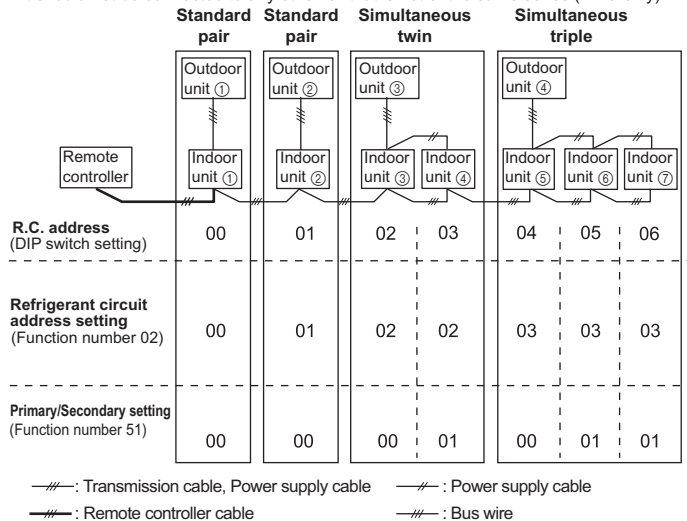 Standard pair
Standard pair
Simultaneous twin
Simultaneous triple
Outdoor unit ①
Outdoor unit ②
Outdoor unit ③
Outdoor unit ④
Remote controller
Indoor unit ①
Indoor unit ②
Indoor unit ③
Indoor unit ④
Indoor unit ⑤
Indoor unit ⑥
Indoor unit ⑦
R.C. address
(DIP switch setting)
00 01 02 03 04 05 06
Refrigerant circuit
address setting
(Function number 02)
00 01 02 02 03 03 03
Primary/Secondary setting
(Function number 51)
00 00 00 01 00 01 01
: Transmission cable, Power supply cable
: Power supply cable
: Remote controller cable
: Bus wire